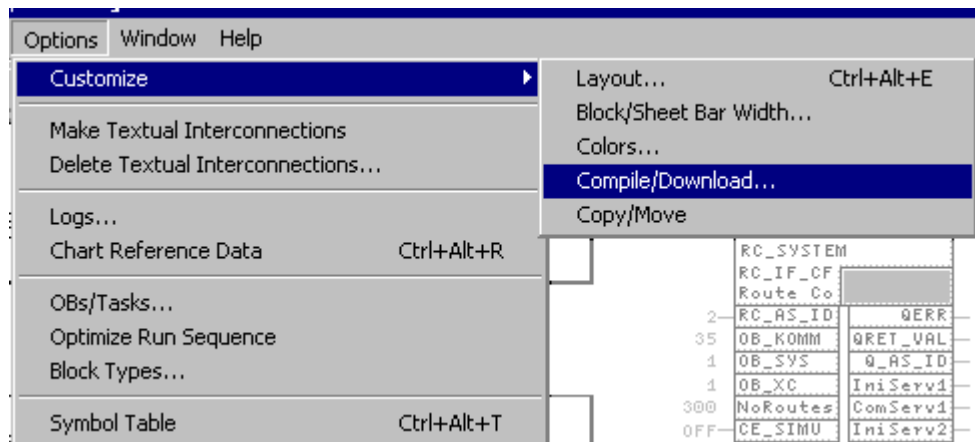 Options Window Help
Customize
Make Textual Interconnections
Delete Textual Interconnections...
Logs...
Chart Reference Data Ctrl+Alt+R
OBs/Tasks...
Optimize Run Sequence
Block Types...
Symbol Table Ctrl+Alt+T
Layout... Ctrl+Alt+E
Block/Sheet Bar Width...
Colors...
Compile/Download...
Copy/Move
RC_SYSTEM
RC_IF_CF
Route Co
2 RC_AS_ID QERR
35 OB_KOMM QRET_VAL
1 OB_SYS Q_AS_ID
1 OB_XC IniServ1
300 NoRoutes ComServ1
OFF CE_SIMU IniServ2